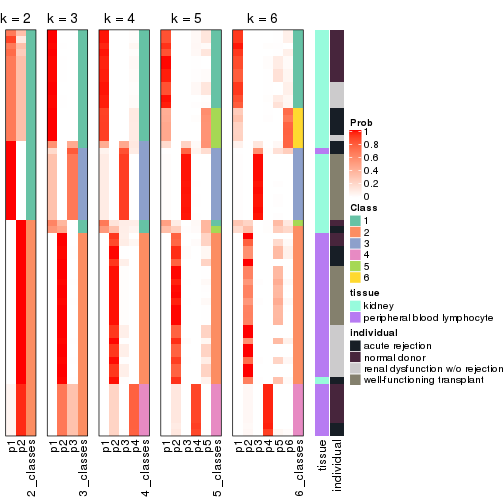 k = 2 k = 3 k = 4 k = 5 k = 6
Prob
1
0.8
0.6
0.4
0.2
0
Class
1
2
3
4
5
6
tissue
kidney
peripheral blood lymphocyte
individual
acute rejection
normal donor
renal dysfunction w/o rejection
well-functioning transplant
p1
p2
2_classes
p1
p2
p3
3_classes
p1
p2
p3
p4
4_classes
p1
p2
p3
p4
p5
5_classes
p1
p2
p3
p4
p5
p6
6_classes
tissue
individual